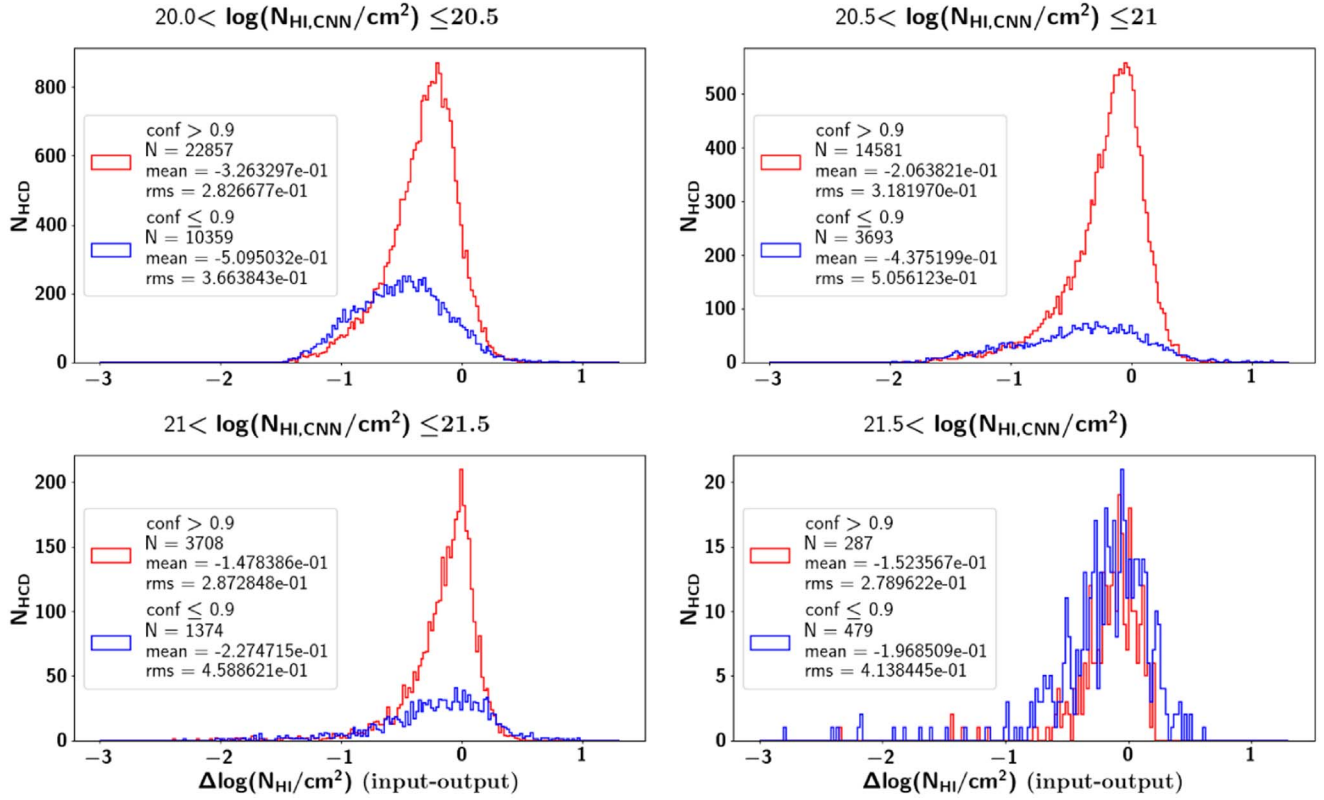 20.0< log(N_HI,CNN/cm²) ≤20.5
800
600
400
200
0
N_HCD
conf > 0.9
N = 22857
mean = -3.263297e-01
rms = 2.826677e-01
conf ≤ 0.9
N = 10359
mean = -5.095032e-01
rms = 3.663843e-01
−3 −2 −1 0 1
20.5< log(N_HI,CNN/cm²) ≤21
500
400
300
200
100
0
N_HCD
conf > 0.9
N = 14581
mean = -2.063821e-01
rms = 3.181970e-01
conf ≤ 0.9
N = 3693
mean = -4.375199e-01
rms = 5.056123e-01
−3 −2 −1 0 1
21< log(N_HI,CNN/cm²) ≤21.5
200
150
100
50
0
N_HCD
conf > 0.9
N = 3708
mean = -1.478386e-01
rms = 2.872848e-01
conf ≤ 0.9
N = 1374
mean = -2.274715e-01
rms = 4.588621e-01
−3 −2 −1 0 1
Δlog(N_HI/cm²) (input-output)
21.5< log(N_HI,CNN/cm²)
20
15
10
5
0
N_HCD
conf > 0.9
N = 287
mean = -1.523567e-01
rms = 2.789622e-01
conf ≤ 0.9
N = 479
mean = -1.968509e-01
rms = 4.138445e-01
−3 −2 −1 0 1
Δlog(N_HI/cm²) (input-output)